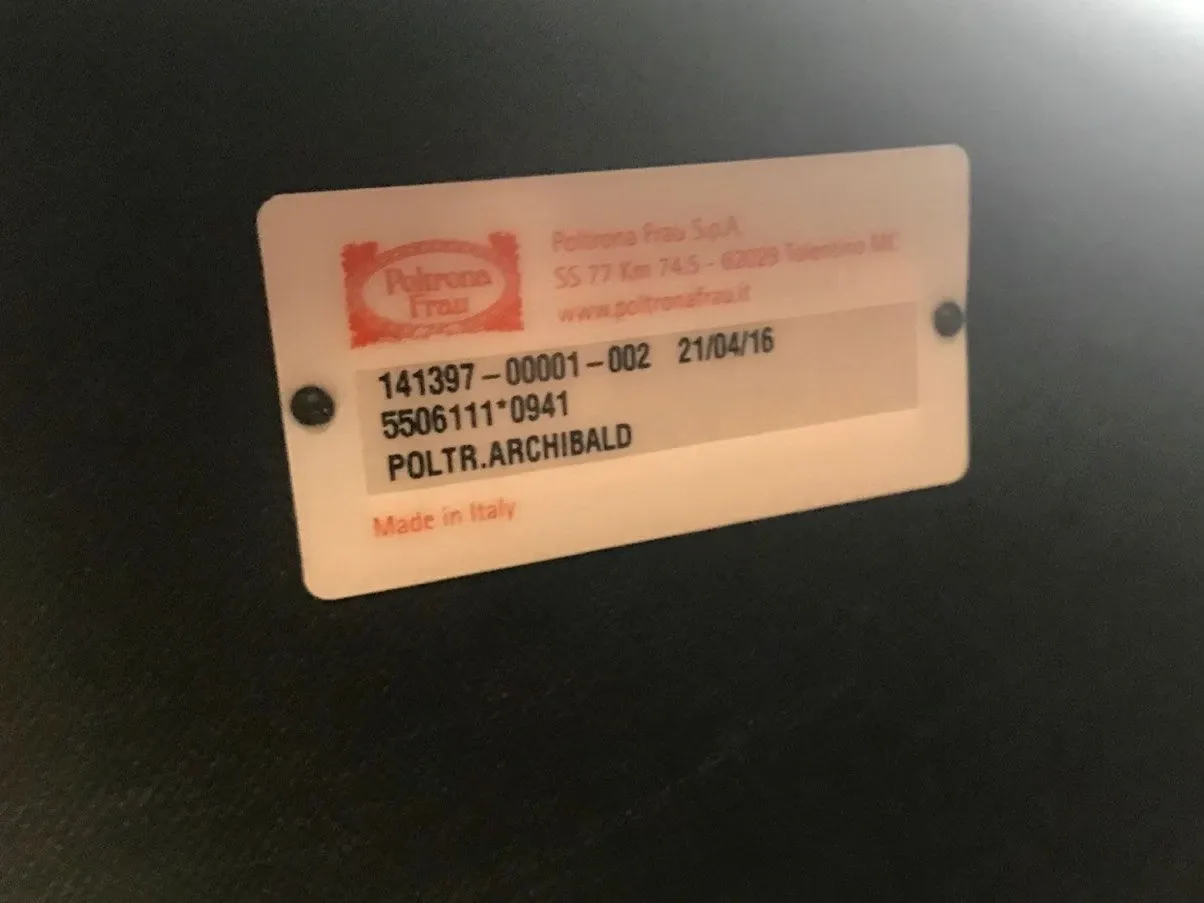 Poltrona
Frau
Poltrona Frau S.p.A.
SS 77 Km 74.5 - 62029 Tolentino MC
www.poltronafrau.it
141397-00001-002 21/04/16
5506111*0941
POLTR.ARCHIBALD
Made in Italy